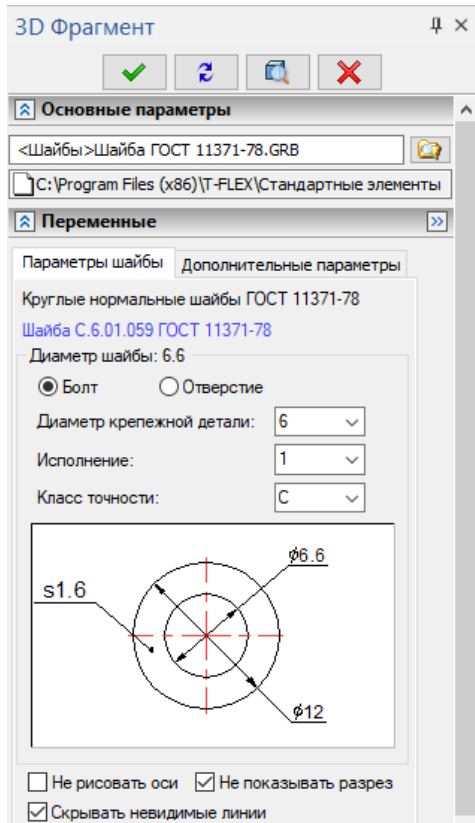 3D Фрагмент
Основные параметры
<Шайбы>Шайба ГОСТ 11371-78.GRB
C:\Program Files (x86)\T-FLEX\Стандартные элементы
Переменные
Параметры шайбы Дополнительные параметры
Круглые нормальные шайбы ГОСТ 11371-78
Шайба C.6.01.059 ГОСТ 11371-78
Диаметр шайбы: 6.6
Болт Отверстие
Диаметр крепежной детали: 6
Исполнение: 1
Класс точности: C
ϕ6.6
s1.6
ϕ12
Не рисовать оси Не показывать разрез
Скрывать невидимые линии